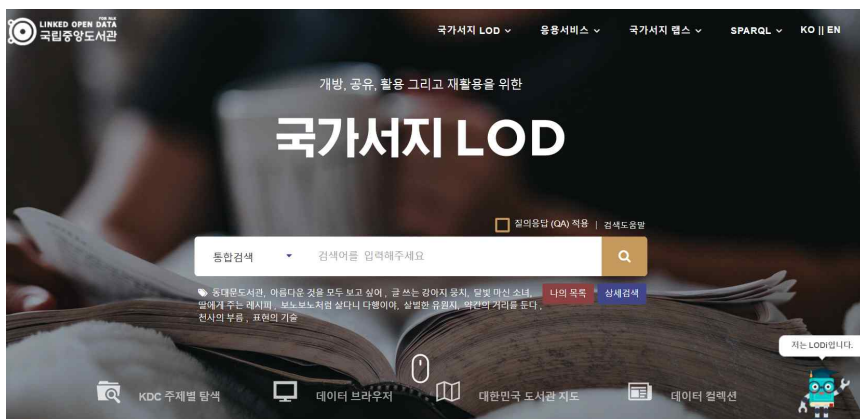 LINKED OPEN DATA
FOR NLK
국립중앙도서관
국가서지 LOD
응용서비스
국가서지 랩스
SPARQL
KO || EN
개방, 공유, 활용 그리고 재활용을 위한
국가서지 LOD
질의응답 (QA) 적용 | 검색도움말
통합검색
검색어를 입력해주세요
동대문도서관, 아름다운 것을 모두 보고 싶어 , 글 쓰는 강아지 뭉치, 달빛 마신 소녀,
딸에게 주는 레시피 , 보노보노처럼 살다니 다행이야, 살벌한 유원지, 약간의 거리를 둔다 ,
천사의 부름 , 표현의 기술
나의 목록
상세검색
저는 LODI입니다.
KDC 주제별 탐색
데이터 브라우저
대한민국 도서관 지도
데이터 컬렉션